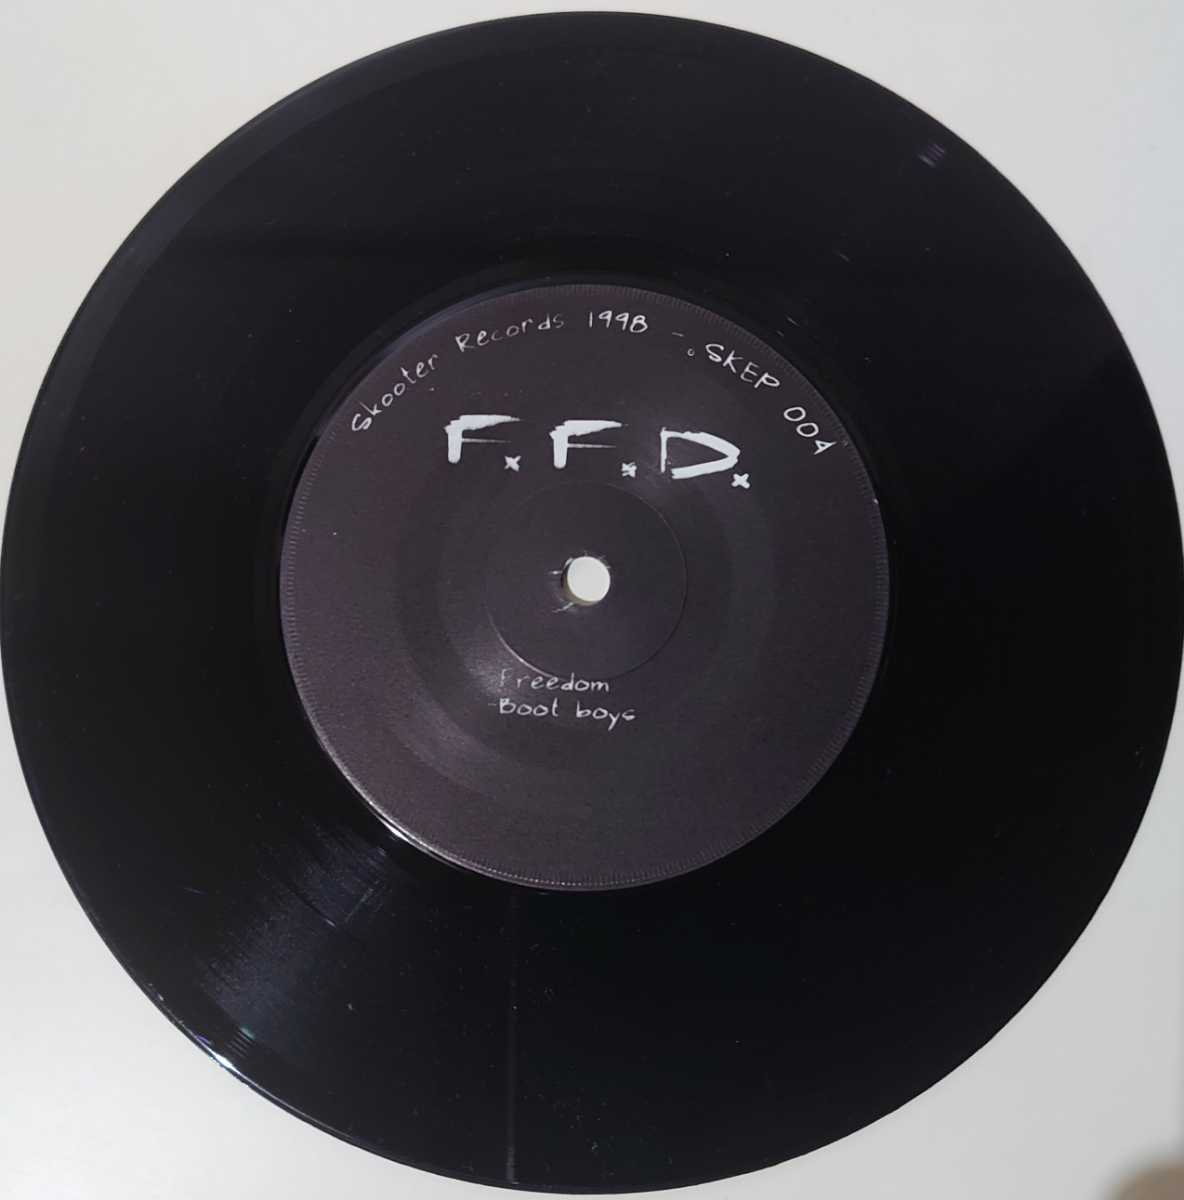 Skooter Records 1998 - SKEP 004
F.F.D.
Freedom
Boot boys